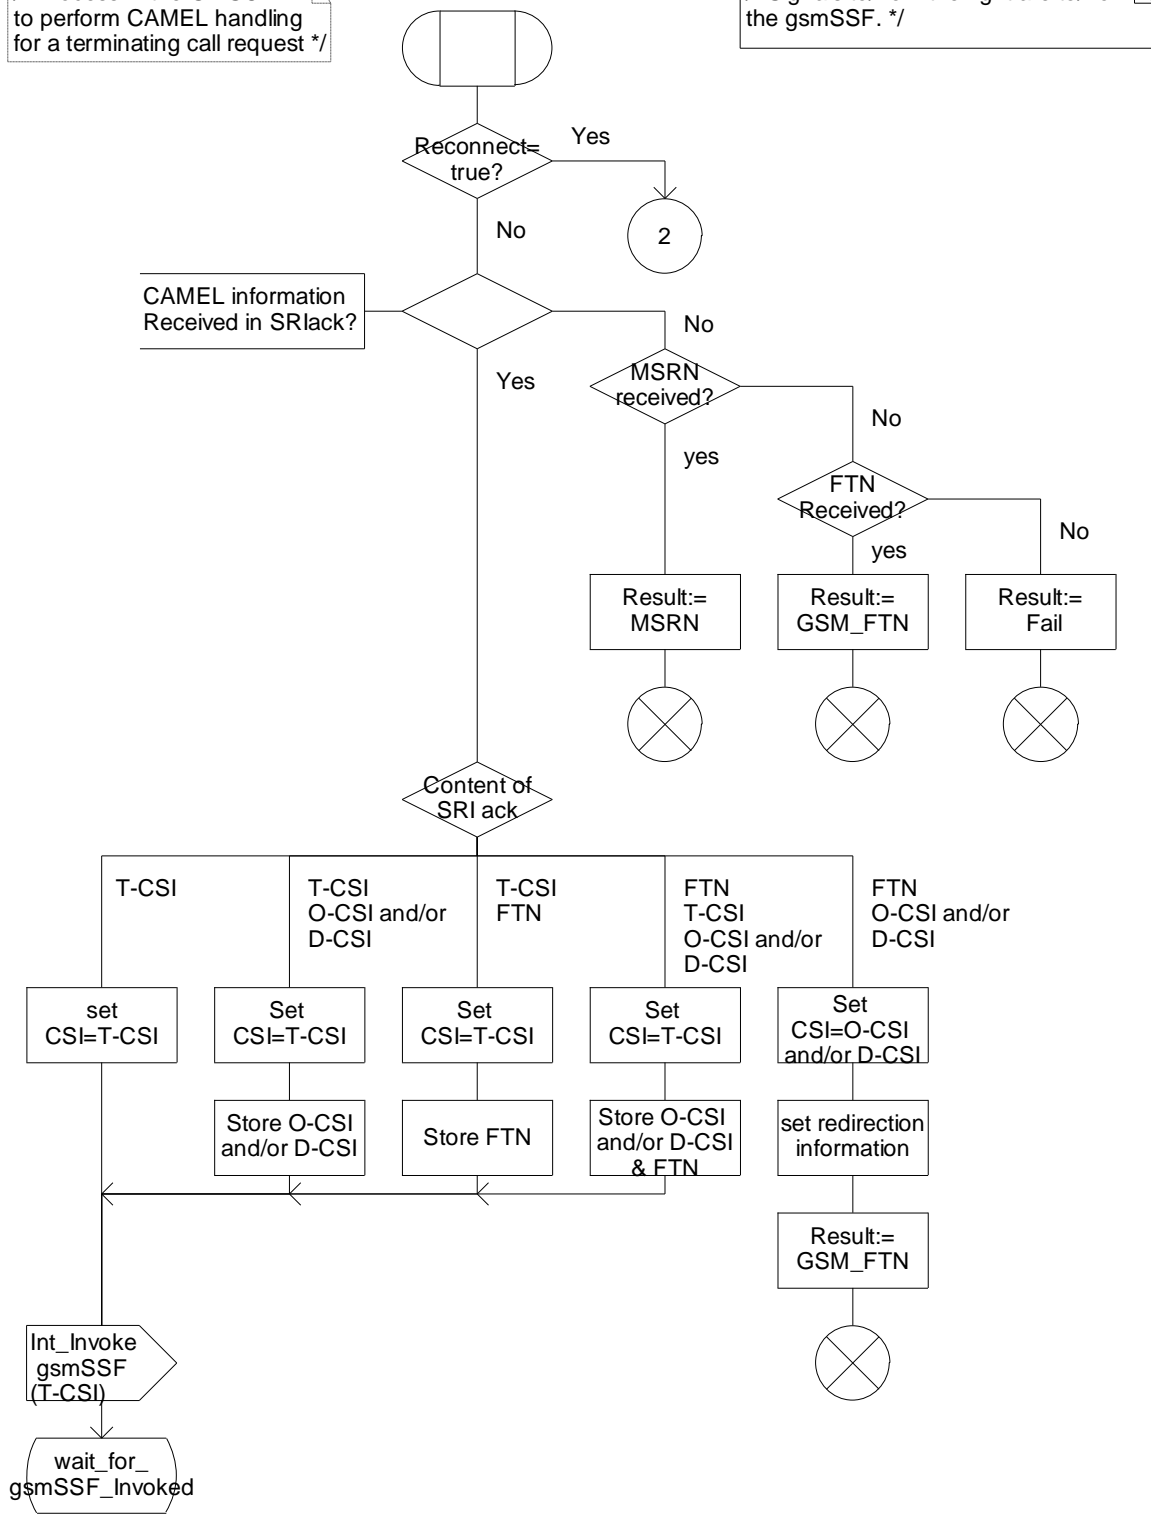 to perform CAMEL handling
for a terminating call request */
the gsmSSF. */
Reconnect=
true?
Yes
2
No
CAMEL information
Received in SRIack?
No
Yes
MSRN
received?
No
yes
FTN
Received?
No
yes
Result:=
MSRN
Result:=
GSM_FTN
Result:=
Fail
Content of
SRI ack
T-CSI
T-CSI
O-CSI and/or
D-CSI
T-CSI
FTN
FTN
T-CSI
O-CSI and/or
D-CSI
FTN
O-CSI and/or
D-CSI
set
CSI=T-CSI
Set
CSI=T-CSI
Set
CSI=T-CSI
Set
CSI=T-CSI
Set
CSI=O-CSI
and/or D-CSI
Store O-CSI
and/or D-CSI
Store FTN
Store O-CSI
and/or D-CSI
& FTN
set redirection
information
Result:=
GSM_FTN
Int_Invoke
gsmSSF
(T-CSI)
wait_for_
gsmSSF_Invoked